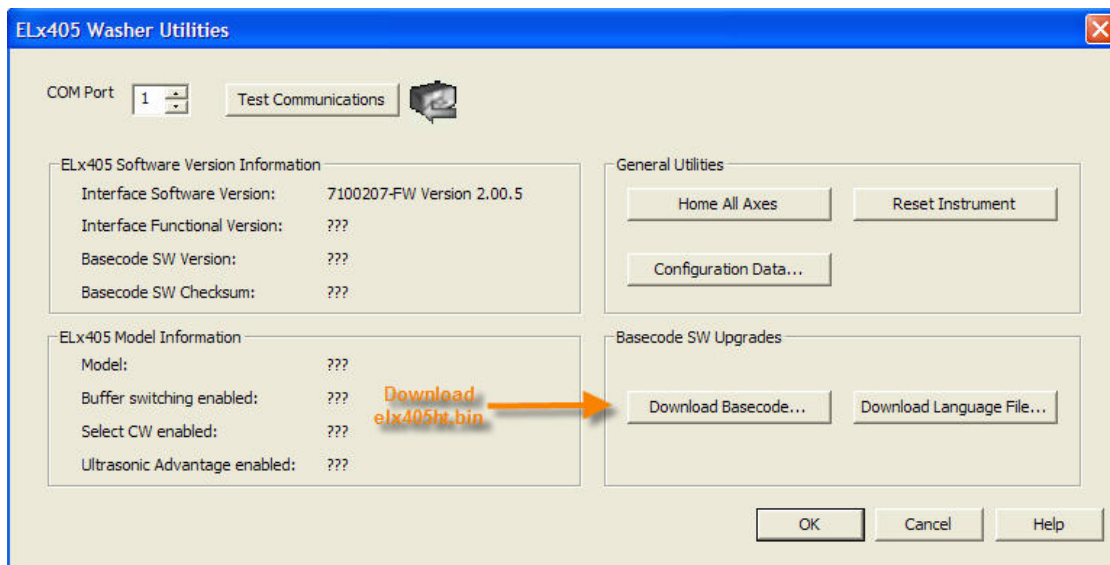 ELx405 Washer Utilities
COM Port 1 Test Communications
ELx405 Software Version Information
Interface Software Version: 7100207-FW Version 2.00.5
Interface Functional Version: ???
Basecode SW Version: ???
Basecode SW Checksum: ???
General Utilities
Home All Axes Reset Instrument
Configuration Data...
ELx405 Model Information
Model: ???
Buffer switching enabled: ???
Select CW enabled: ???
Ultrasonic Advantage enabled: ???
Download
elx405ht.bin
Basecode SW Upgrades
Download Basecode... Download Language File...
OK Cancel Help